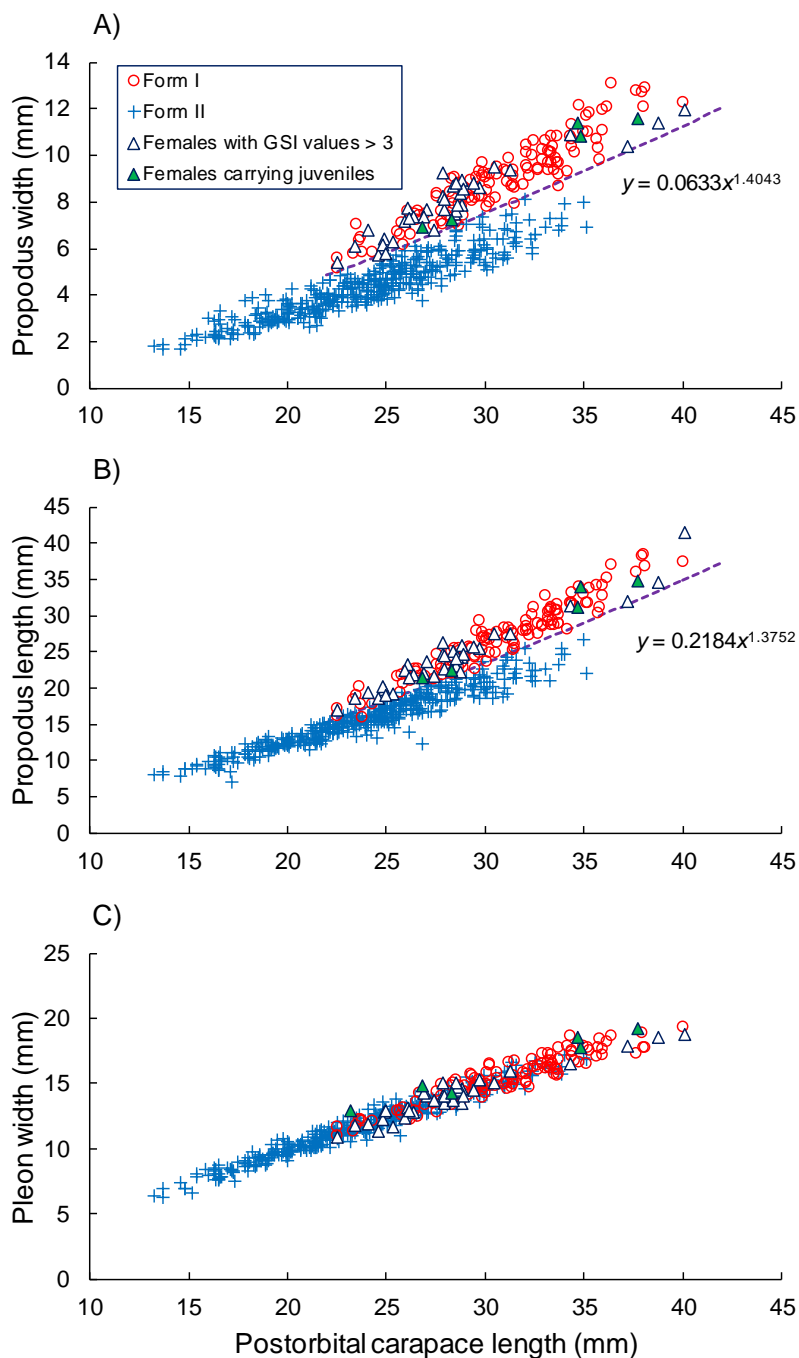 A)
Form I
Form II
Females with GSI values > 3
Females carrying juveniles
Propodus width (mm)
14
12
10
8
6
4
2
0
y = 0.0633x^1.4043
10 15 20 25 30 35 40 45
B)
Propodus length (mm)
45
40
35
30
25
20
15
10
5
0
y = 0.2184x^1.3752
10 15 20 25 30 35 40 45
C)
Pleon width (mm)
25
20
15
10
5
0
10 15 20 25 30 35 40 45
Postorbital carapace length (mm)